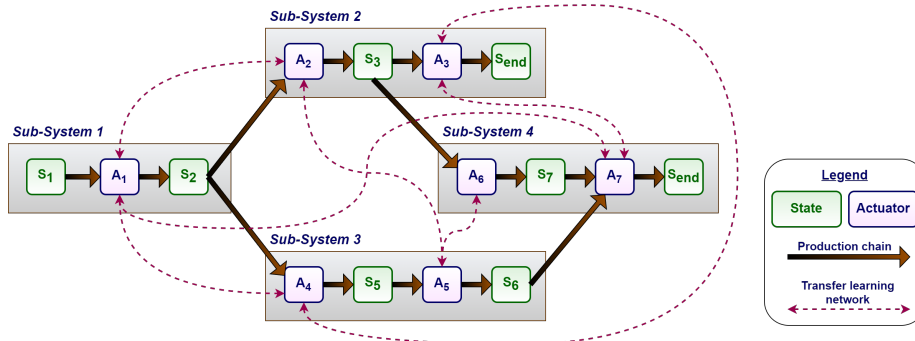 Sub-System 2
A2
S3
A3
Send
Sub-System 1
S1
A1
S2
Sub-System 4
A6
S7
A7
Send
Sub-System 3
A4
S5
A5
S6
Legend
State
Actuator
Production chain
Transfer learning
network